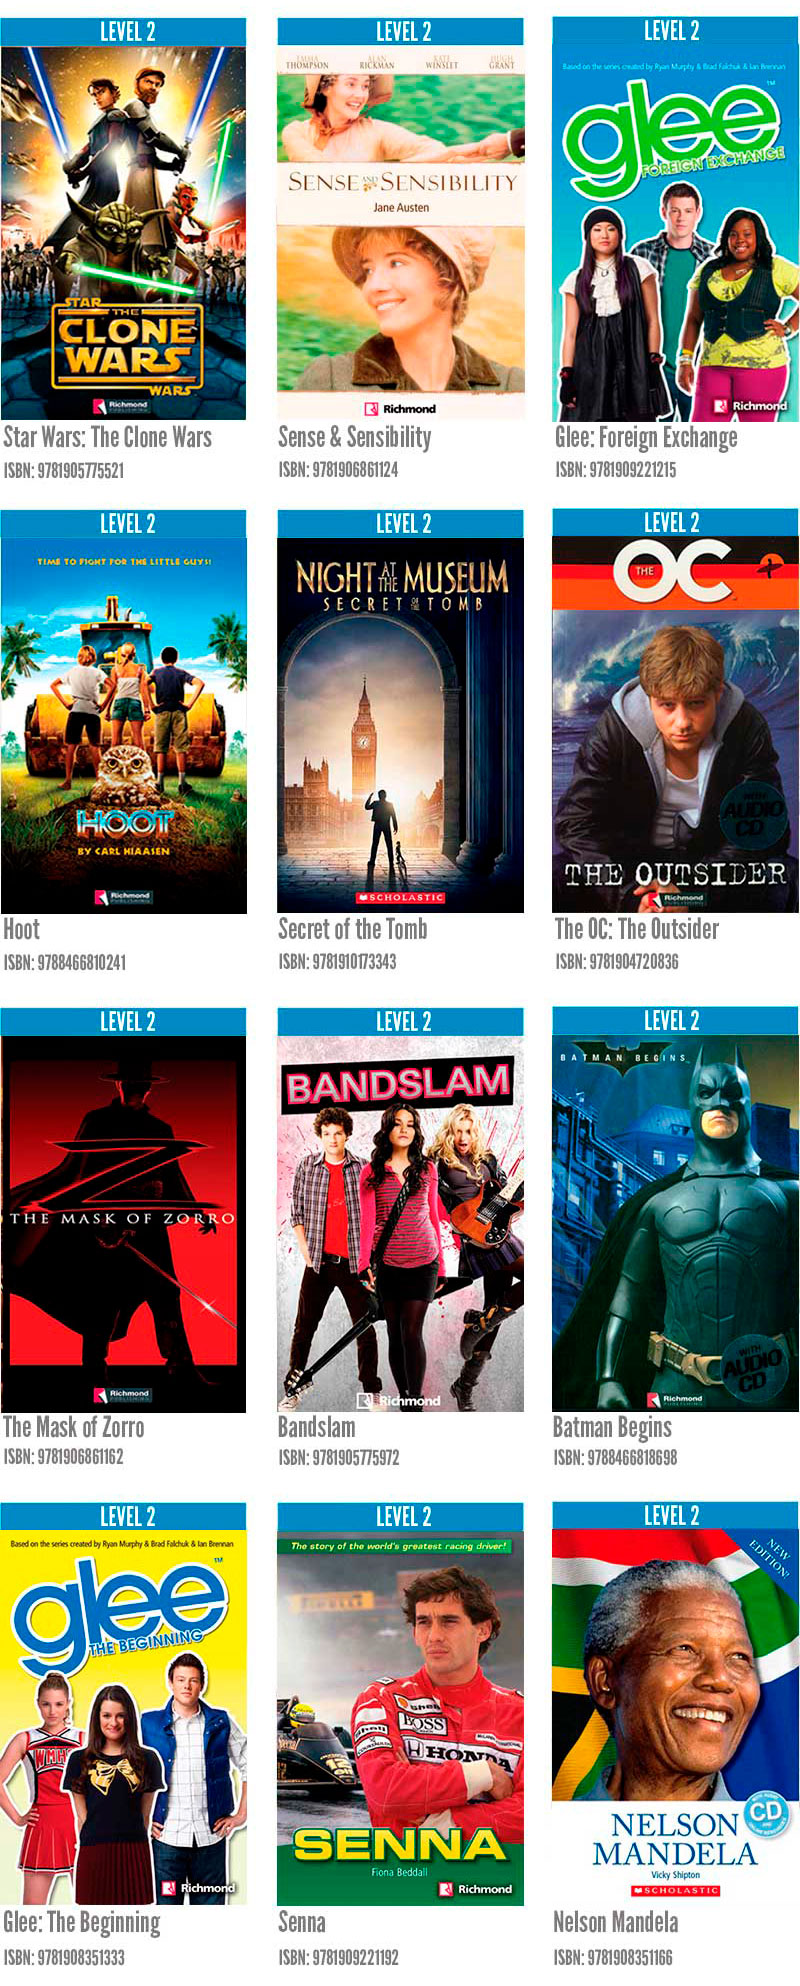 LEVEL 2
STAR
THE
CLONE
WARS
WARS
Richmond
PUBLISHING
Star Wars: The Clone Wars
ISBN: 9781905775521
LEVEL 2
EMMA THOMPSON ALAN RICKMAN KATE WINSLET HUGH GRANT
SENSE AND SENSIBILITY
Jane Austen
Richmond
Sense & Sensibility
ISBN: 9781906861124
LEVEL 2
Based on the series created by Ryan Murphy & Brad Falchuk & Ian Brennan
glee™
FOREIGN EXCHANGE
Richmond
Glee: Foreign Exchange
ISBN: 9781909221215
LEVEL 2
TIME TO FIGHT FOR THE LITTLE GUYS!
HOOT
BY CARL HIAASEN
Richmond
PUBLISHING
Hoot
ISBN: 9788466810241
LEVEL 2
NIGHT AT THE MUSEUM
SECRET OF THE TOMB
SCHOLASTIC
Secret of the Tomb
ISBN: 9781910173343
LEVEL 2
THE OC
WITH
AUDIO
CD
THE OUTSIDER
Richmond
PUBLISHING
The OC: The Outsider
ISBN: 9781904720836
LEVEL 2
Z
THE MASK OF ZORRO
Richmond
PUBLISHING
The Mask of Zorro
ISBN: 9781906861162
LEVEL 2
BANDSLAM
Richmond
Bandslam
ISBN: 9781905775972
LEVEL 2
BATMAN BEGINS
WITH
AUDIO
CD
Richmond
PUBLISHING
Batman Begins
ISBN: 9788466818698
LEVEL 2
Based on the series created by Ryan Murphy & Brad Falchuk & Ian Brennan
glee™
THE BEGINNING
WMH
Richmond
Glee: The Beginning
ISBN: 9781908351333
LEVEL 2
The story of the world's greatest racing driver!
Shell
BOSS
Shell
HONDA
SENNA
Fiona Beddall
Richmond
Senna
ISBN: 9781909221192
LEVEL 2
NEW
EDITION!
CD
NELSON
MANDELA
Vicky Shipton
SCHOLASTIC
Nelson Mandela
ISBN: 9781908351166